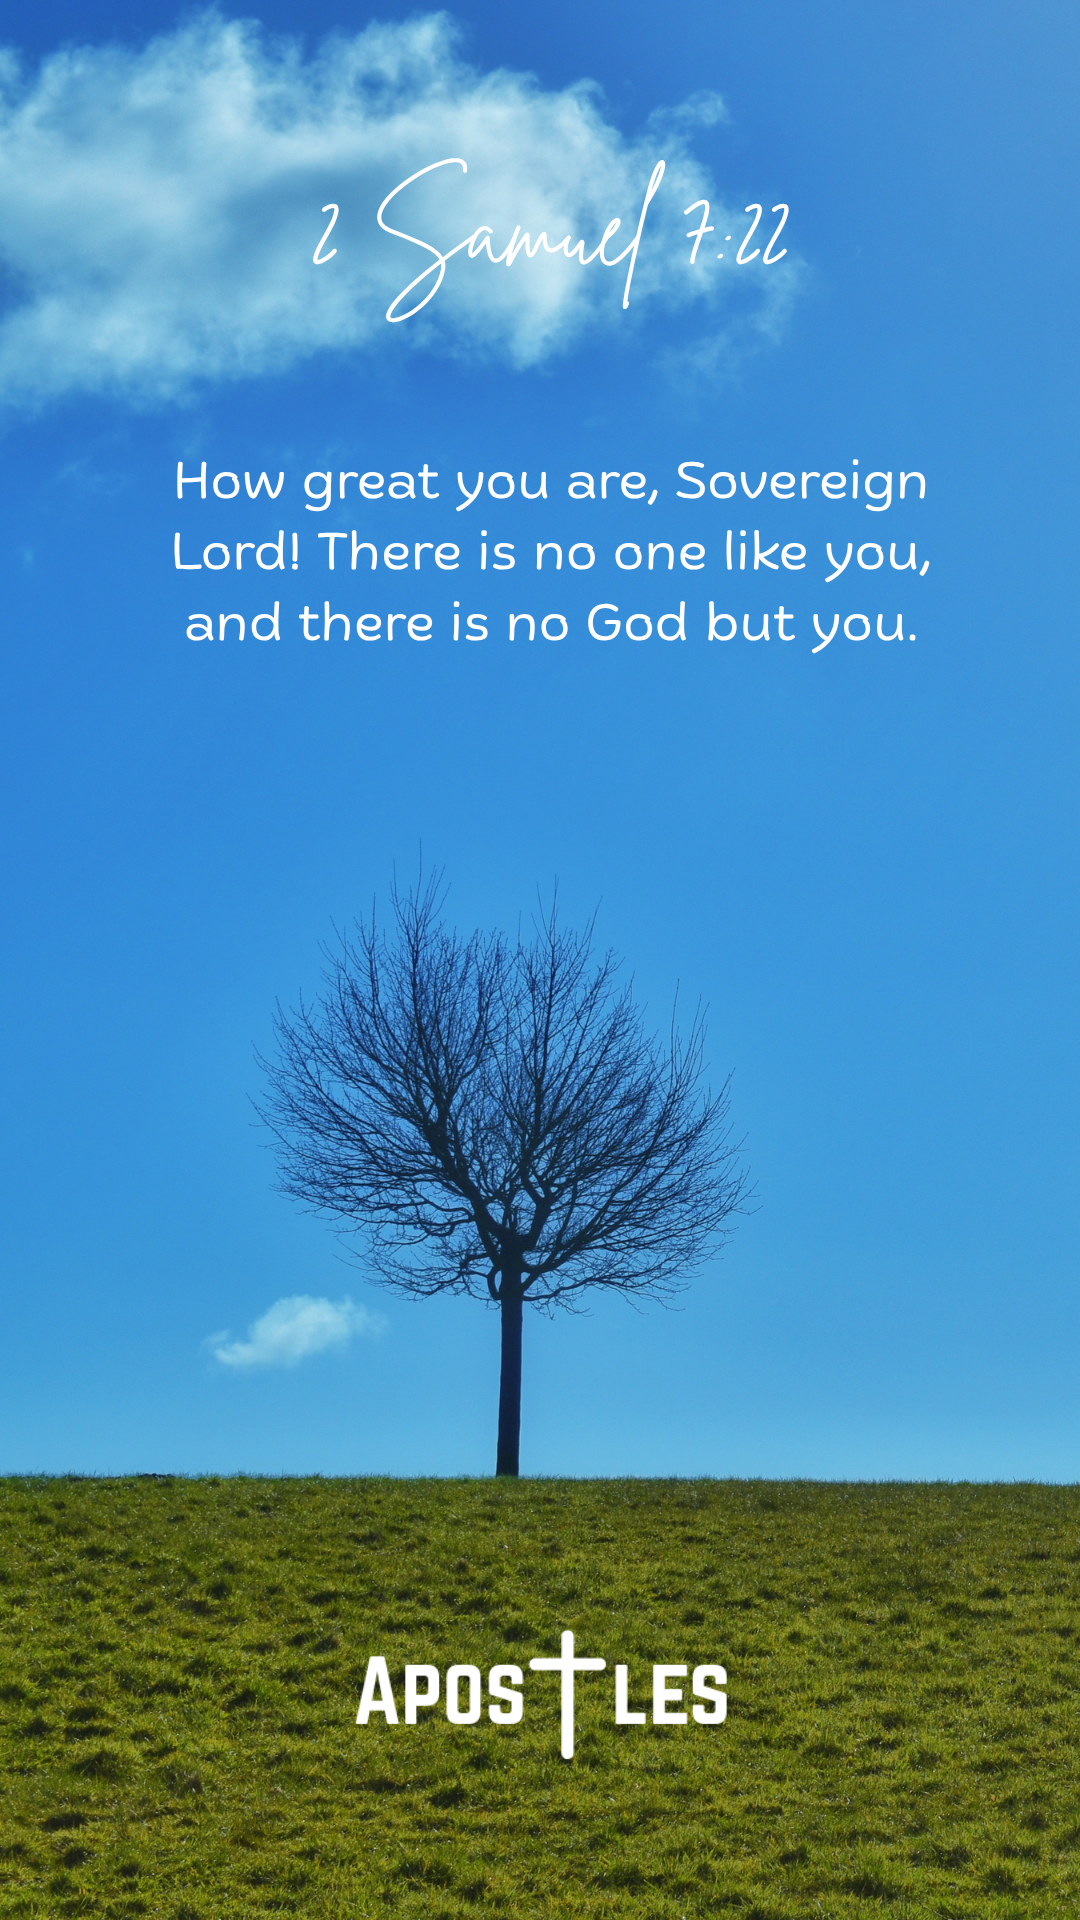 2 Samuel 7:22
How great you are, Sovereign
Lord! There is no one like you,
and there is no God but you.
APOSTLES